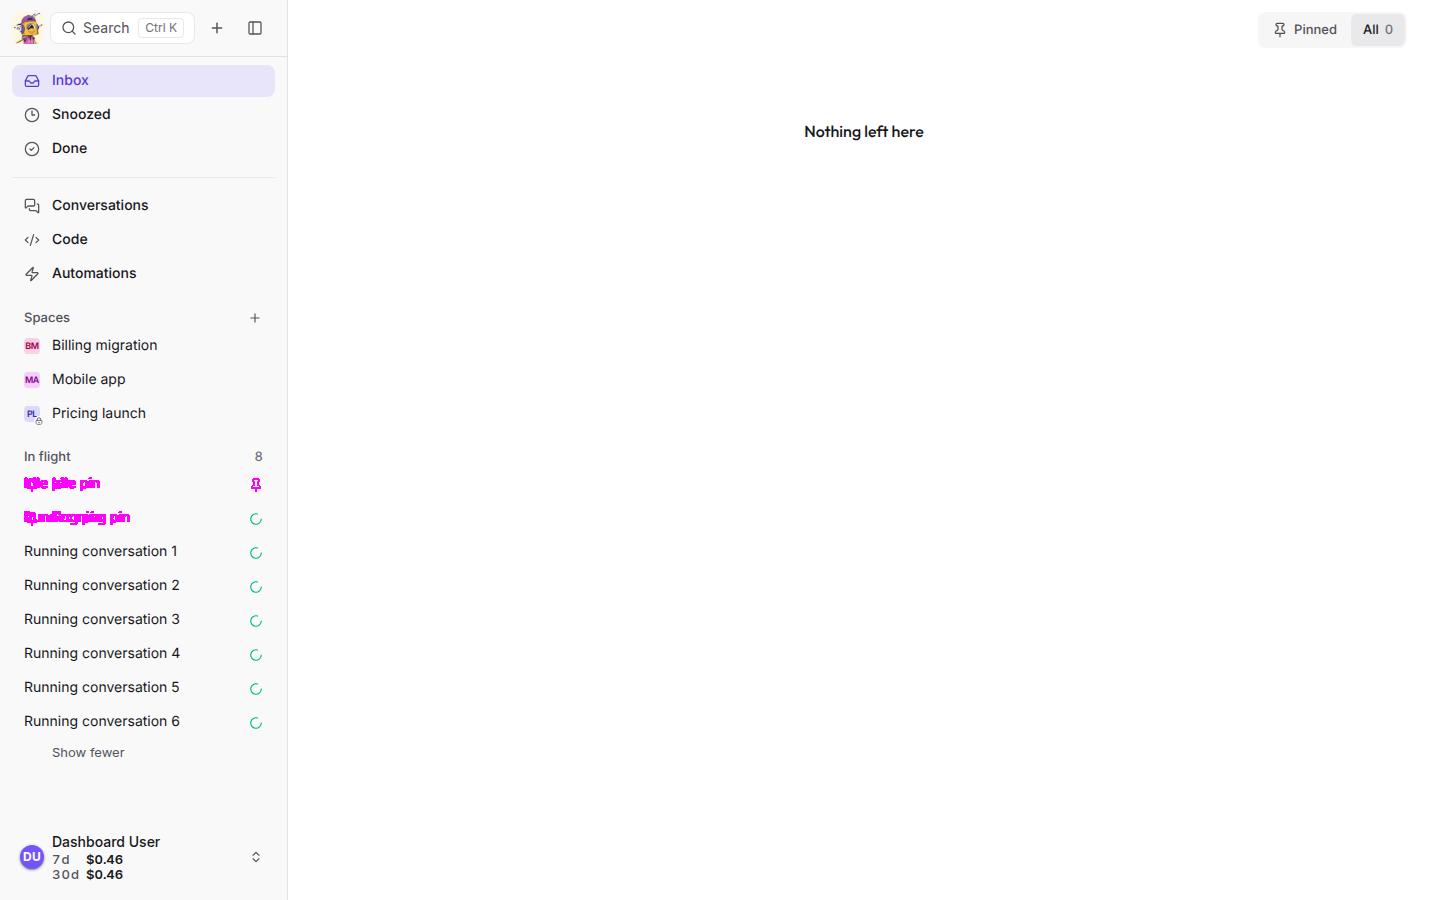 Search Ctrl K
Pinned All 0
Inbox
Nothing left here
Snoozed
Done
Conversations
Code
Automations
Spaces
BM Billing migration
MA Mobile app
PL Pricing launch
In flight 8
pin
pin
Running conversation 1
Running conversation 2
Running conversation 3
Running conversation 4
Running conversation 5
Running conversation 6
Show fewer
DU Dashboard User
7d $0.46
30d $0.46